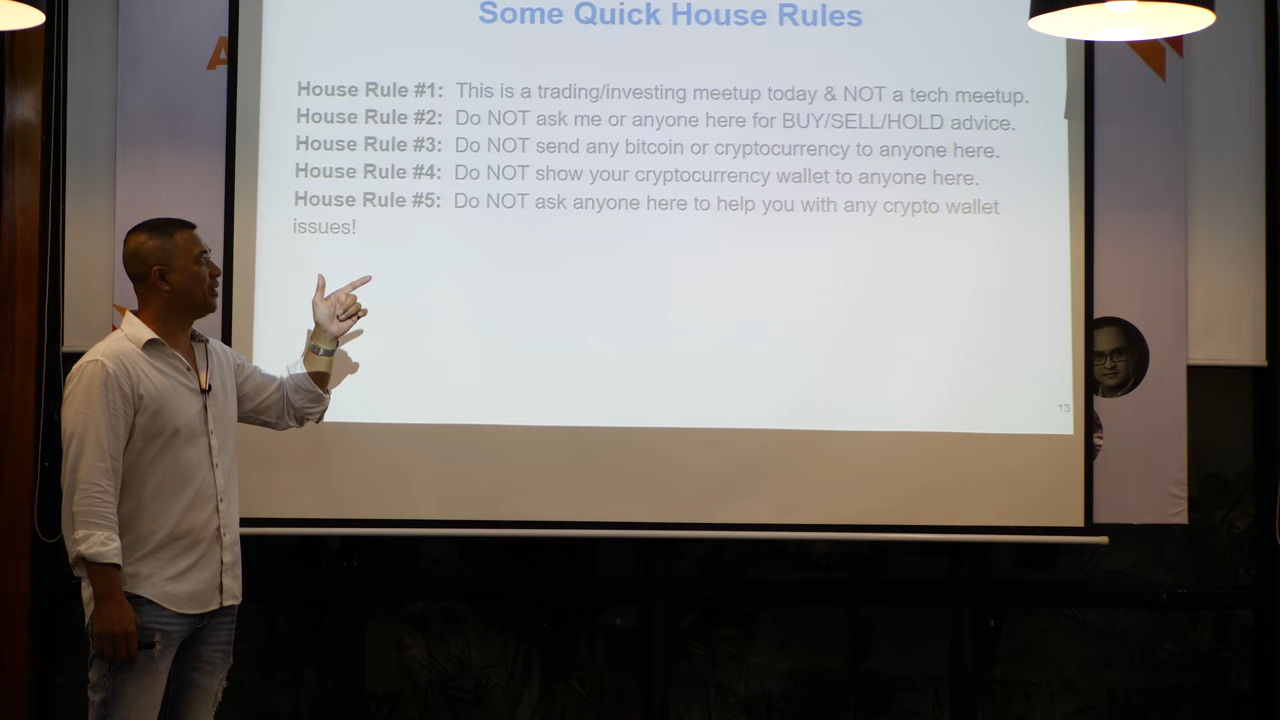 Some Quick House Rules
House Rule #1: This is a trading/investing meetup today & NOT a tech meetup.
House Rule #2: Do NOT ask me or anyone here for BUY/SELL/HOLD advice.
House Rule #3: Do NOT send any bitcoin or cryptocurrency to anyone here.
House Rule #4: Do NOT show your cryptocurrency wallet to anyone here.
House Rule #5: Do NOT ask anyone here to help you with any crypto wallet
issues!
13
A